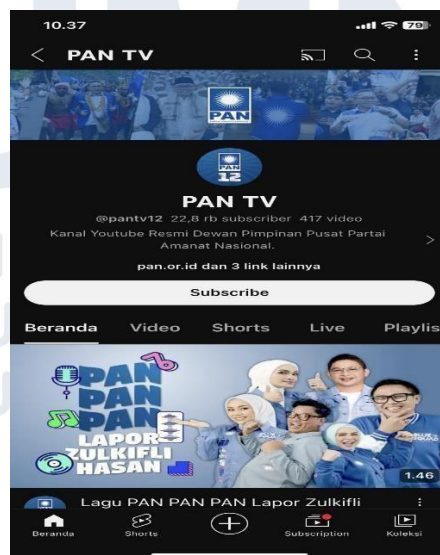 10.37
79
PAN TV
PAN
PAN
12
PAN TV
@pantv12 22,8 rb subscriber 417 video
Kanal Youtube Resmi Dewan Pimpinan Pusat Partai
Amanat Nasional.
pan.or.id dan 3 link lainnya
Subscribe
Beranda Video Shorts Live Playlis
PAN
PAN
PAN
LAPOR
ZULKIFLI
HASAN
1.46
Lagu PAN PAN PAN Lapor Zulkifli
Beranda Shorts Subscription Koleksi